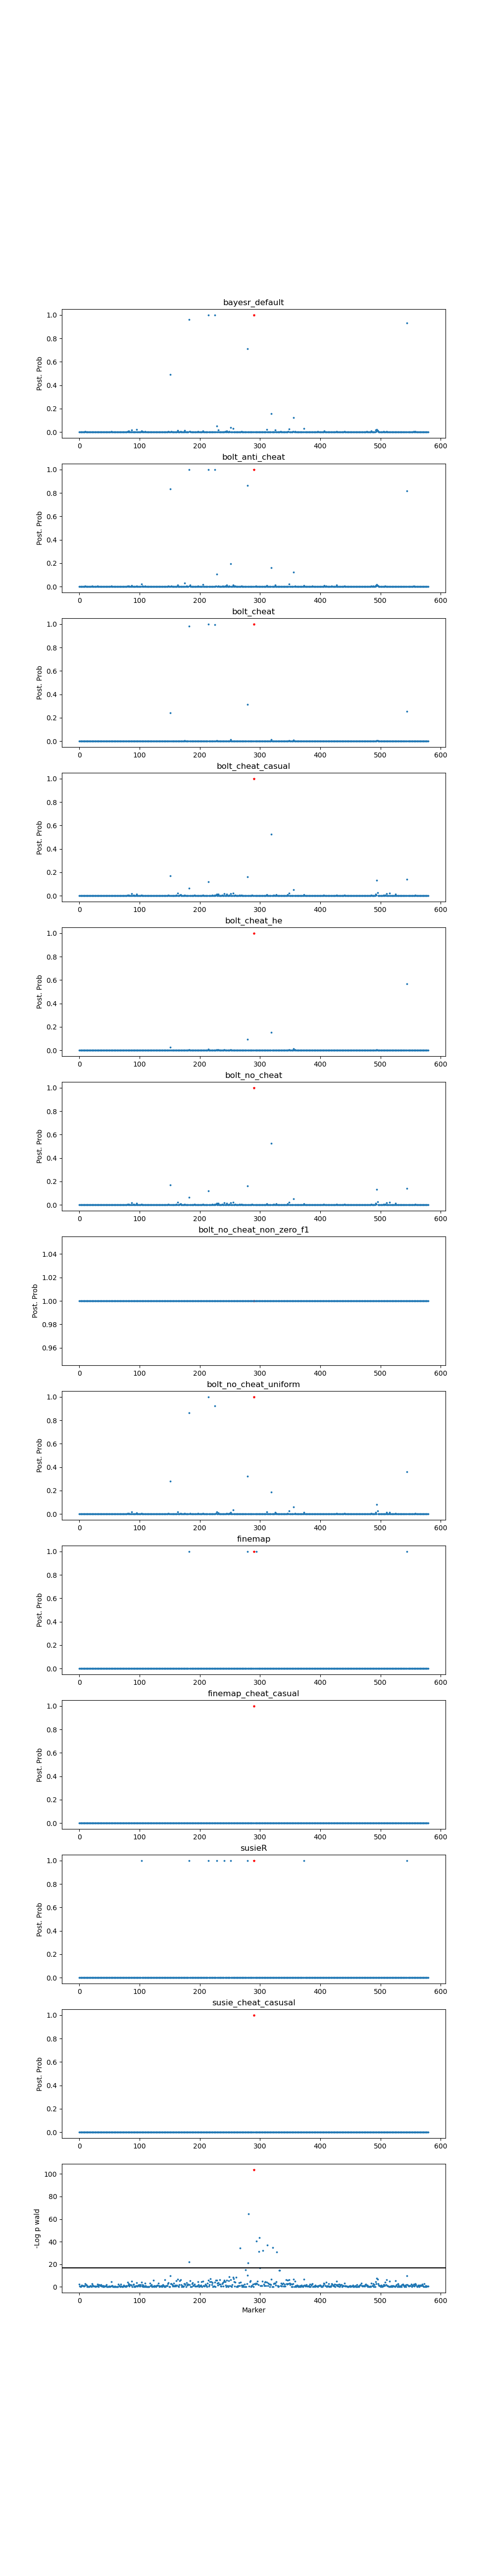 bayesr_default
Post. Prob
1.0
0.8
0.6
0.4
0.2
0.0
0 100 200 300 400 500 600
bolt_anti_cheat
Post. Prob
1.0
0.8
0.6
0.4
0.2
0.0
0 100 200 300 400 500 600
bolt_cheat
Post. Prob
1.0
0.8
0.6
0.4
0.2
0.0
0 100 200 300 400 500 600
bolt_cheat_casual
Post. Prob
1.0
0.8
0.6
0.4
0.2
0.0
0 100 200 300 400 500 600
bolt_cheat_he
Post. Prob
1.0
0.8
0.6
0.4
0.2
0.0
0 100 200 300 400 500 600
bolt_no_cheat
Post. Prob
1.0
0.8
0.6
0.4
0.2
0.0
0 100 200 300 400 500 600
bolt_no_cheat_non_zero_f1
Post. Prob
1.04
1.02
1.00
0.98
0.96
0 100 200 300 400 500 600
bolt_no_cheat_uniform
Post. Prob
1.0
0.8
0.6
0.4
0.2
0.0
0 100 200 300 400 500 600
finemap
Post. Prob
1.0
0.8
0.6
0.4
0.2
0.0
0 100 200 300 400 500 600
finemap_cheat_casual
Post. Prob
1.0
0.8
0.6
0.4
0.2
0.0
0 100 200 300 400 500 600
susieR
Post. Prob
1.0
0.8
0.6
0.4
0.2
0.0
0 100 200 300 400 500 600
susie_cheat_casusal
Post. Prob
1.0
0.8
0.6
0.4
0.2
0.0
0 100 200 300 400 500 600
-Log p wald
100
80
60
40
20
0
0 100 200 300 400 500 600
Marker